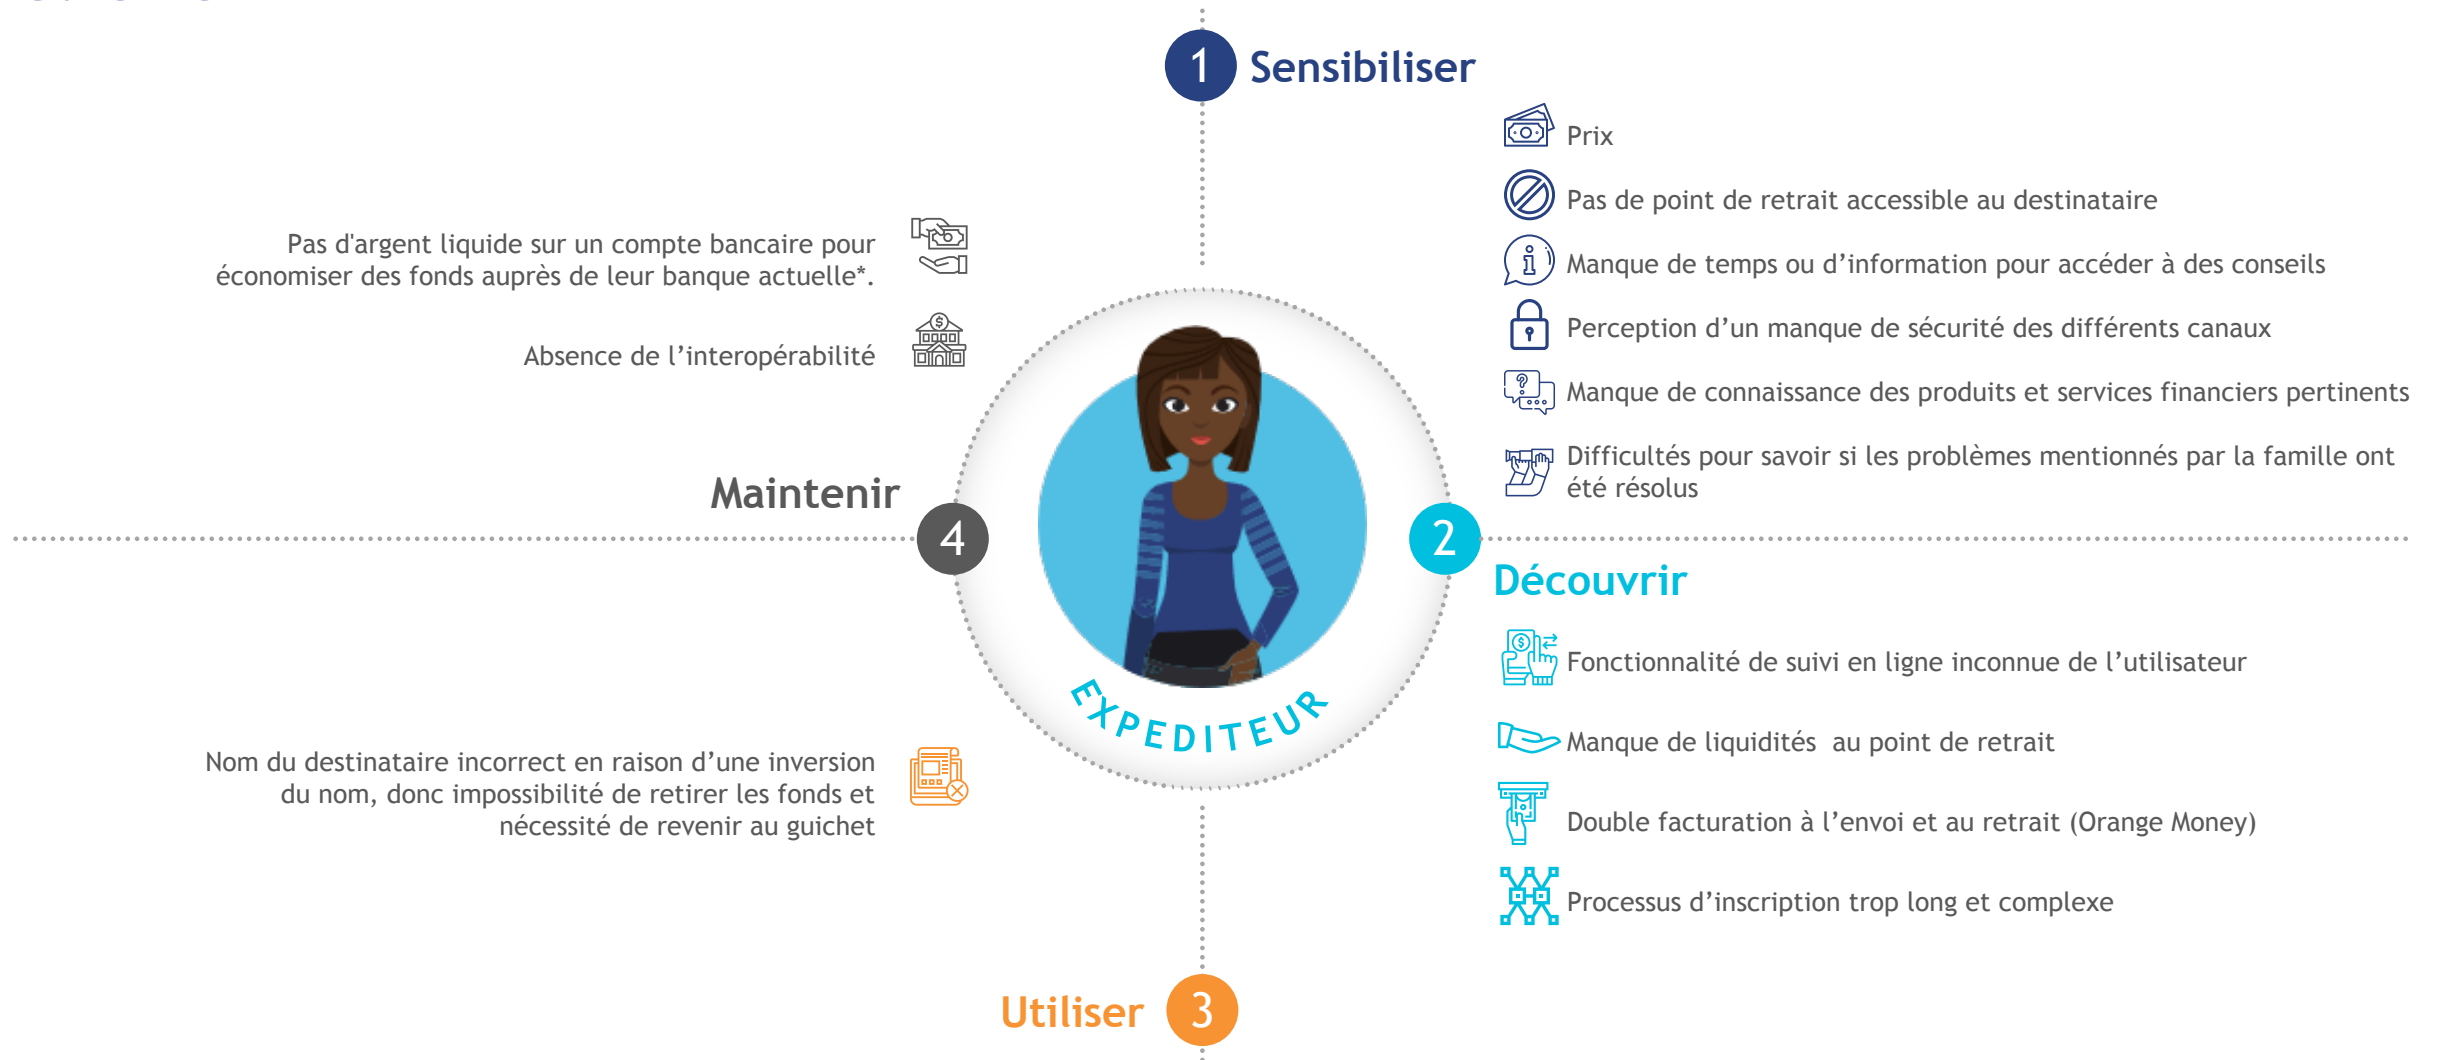 1 Sensibiliser
Prix
Pas de point de retrait accessible au destinataire
Manque de temps ou d’information pour accéder à des conseils
Perception d’un manque de sécurité des différents canaux
Manque de connaissance des produits et services financiers pertinents
Difficultés pour savoir si les problèmes mentionnés par la famille ont
été résolus
2
Découvrir
Fonctionnalité de suivi en ligne inconnue de l’utilisateur
Manque de liquidités  au point de retrait
Double facturation à l’envoi et au retrait (Orange Money)
Processus d’inscription trop long et complexe
Utiliser 3
Nom du destinataire incorrect en raison d’une inversion
du nom, donc impossibilité de retirer les fonds et
nécessité de revenir au guichet
Maintenir
4
Pas d'argent liquide sur un compte bancaire pour
économiser des fonds auprès de leur banque actuelle*.
Absence de l’interopérabilité
EXPEDITEUR